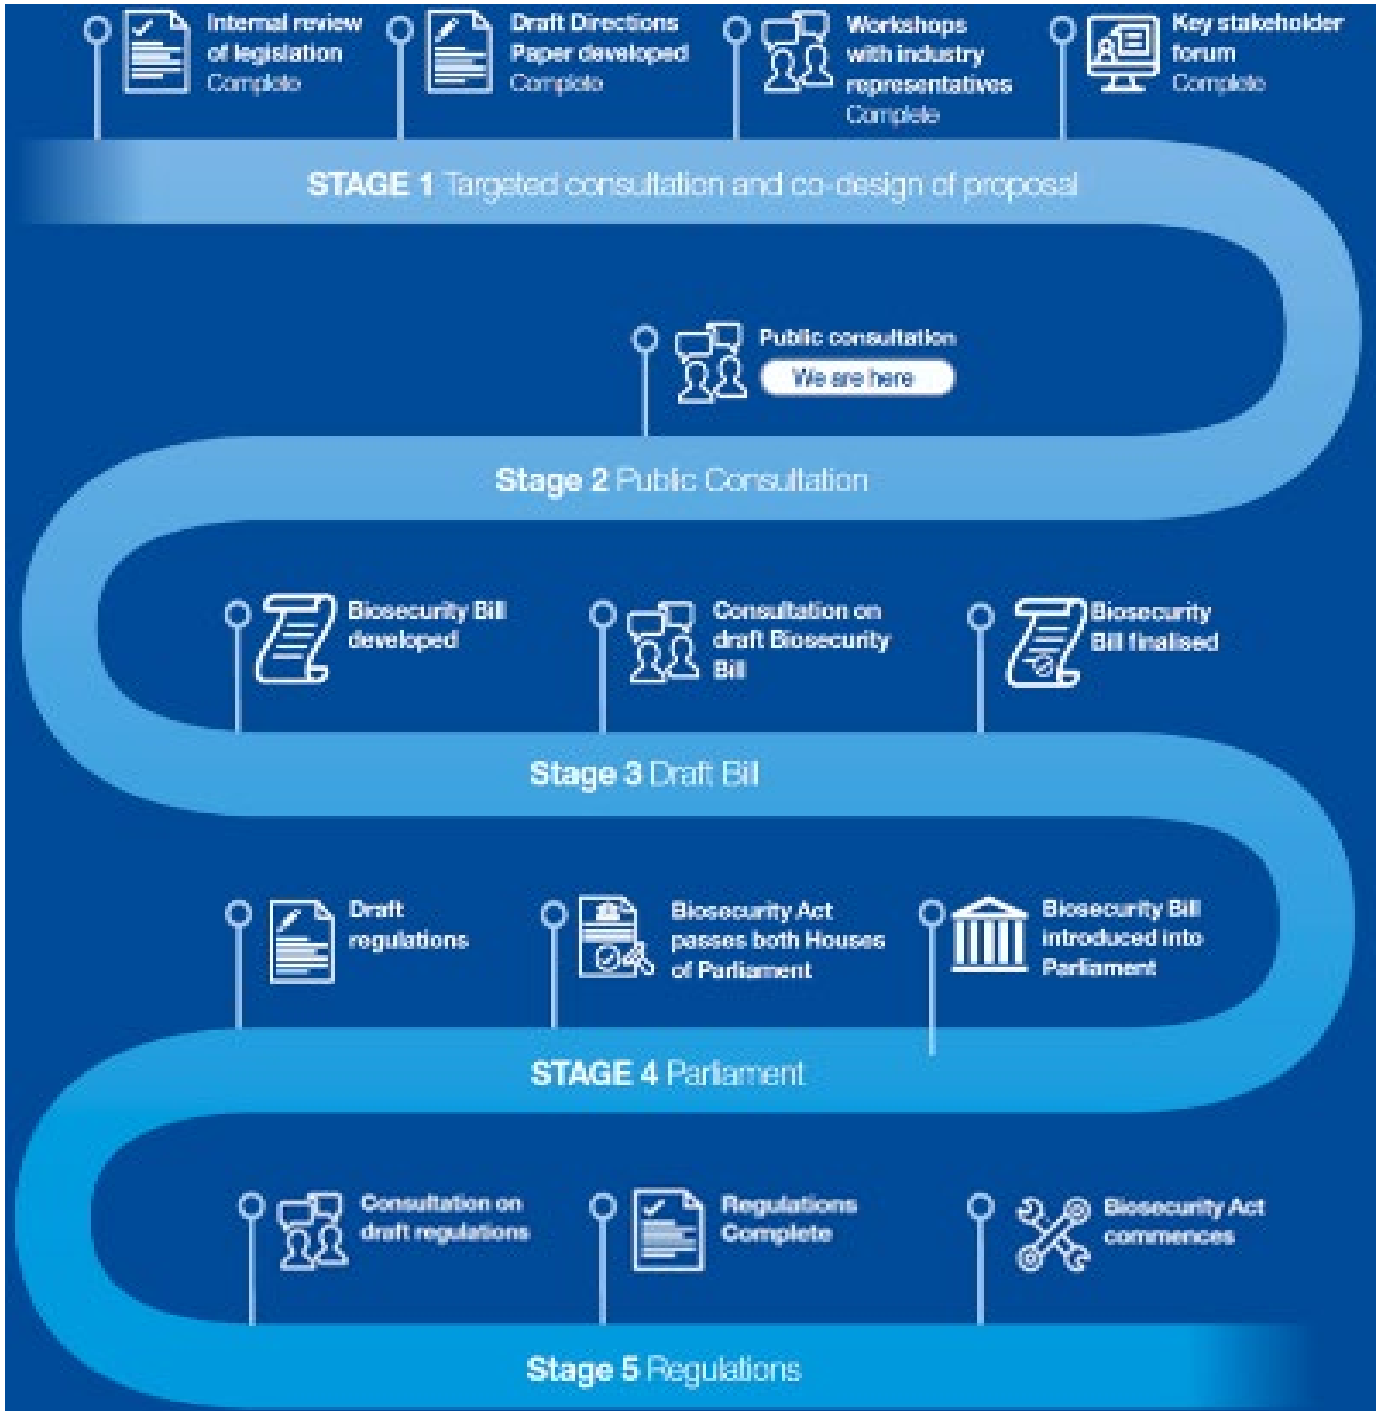 Internal review
of legislation
Complete
Draft Directions
Paper developed
Complete
Workshops
with industry
representatives
Complete
Key stakeholder
forum
Complete
STAGE 1 Targeted consultation and co-design of proposal
Public consultation
We are here
Stage 2 Public Consultation
Biosecurity Bill
developed
Consultation on
draft Biosecurity
Bill
Biosecurity
Bill finalised
Stage 3 Draft Bill
Draft
regulations
Biosecurity Act
passes both Houses
of Parliament
Biosecurity Bill
introduced into
Parliament
STAGE 4 Parliament
Consultation on
draft regulations
Regulations
Complete
Biosecurity Act
commences
Stage 5 Regulations